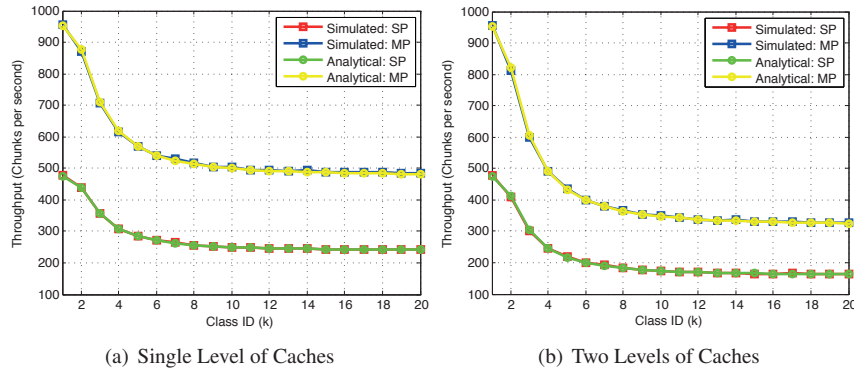 1000
900
800
700
600
500
400
300
200
100
Throughput (Chunks per second)
2 4 6 8 10 12 14 16 18 20
Class ID (k)
Simulated: SP
Simulated: MP
Analytical: SP
Analytical: MP
(a) Single Level of Caches
1000
900
800
700
600
500
400
300
200
100
Throughput (Chunks per second)
2 4 6 8 10 12 14 16 18 20
Class ID (k)
Simulated: SP
Simulated: MP
Analytical: SP
Analytical: MP
(b) Two Levels of Caches